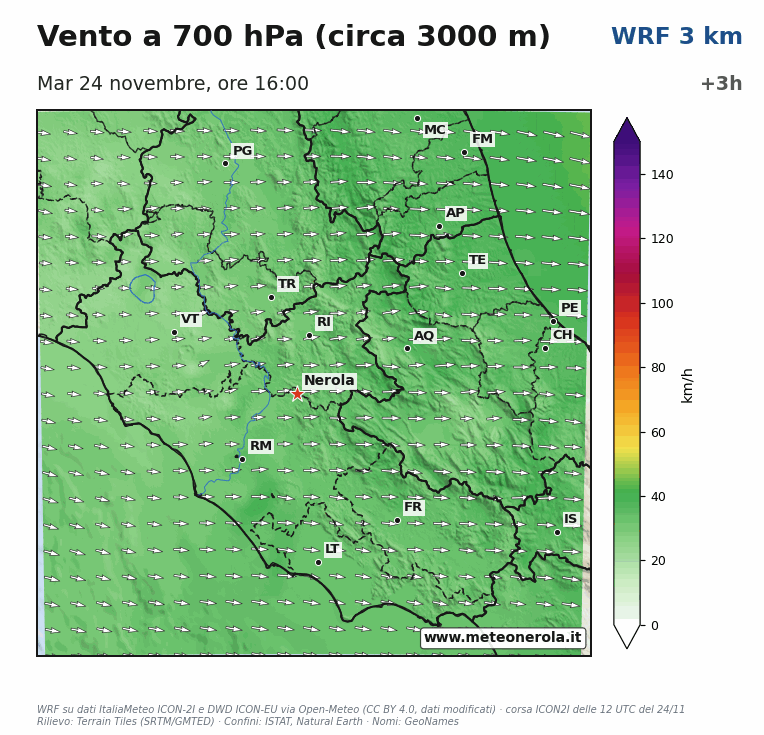 Vento a 700 hPa (circa 3000 m)
WRF 3 km
Mar 24 novembre, ore 16:00
+3h
MC
FM
PG
AP
TE
TR
PE
VT
RI
AQ
CH
Nerola
RM
FR
IS
LT
www.meteonerola.it
140
120
100
80
60
40
20
0
km/h
WRF su dati ItaliaMeteo ICON-2I e DWD ICON-EU via Open-Meteo (CC BY 4.0, dati modificati) · corsa ICON2I delle 12 UTC del 24/11
Rilievo: Terrain Tiles (SRTM/GMTED) · Confini: ISTAT, Natural Earth · Nomi: GeoNames